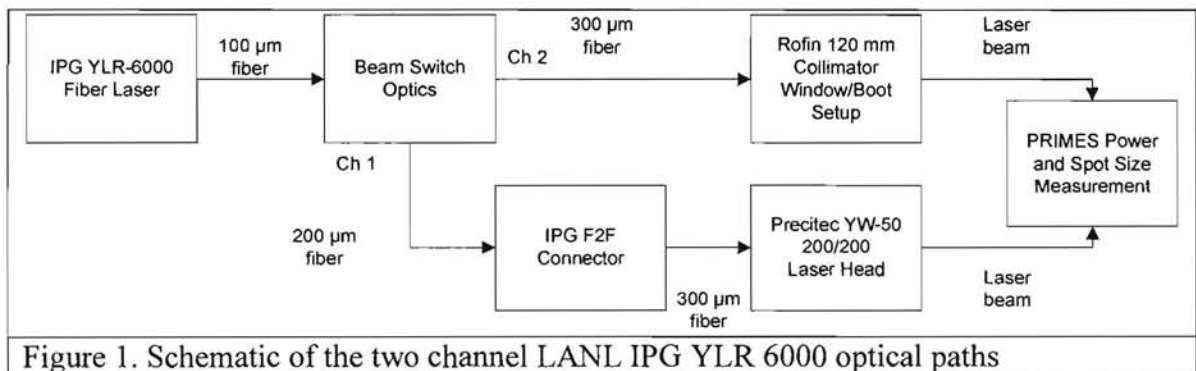 IPG YLR-6000
Fiber Laser
100 µm
fiber
Beam Switch
Optics
Ch 2
300 µm
fiber
Rofin 120 mm
Collimator
Window/Boot
Setup
Laser
beam
PRIMES Power
and Spot Size
Measurement
Ch 1
200 µm
fiber
IPG F2F
Connector
300 µm
fiber
Precitec YW-50
200/200
Laser Head
Laser
beam
Figure 1. Schematic of the two channel LANL IPG YLR 6000 optical paths